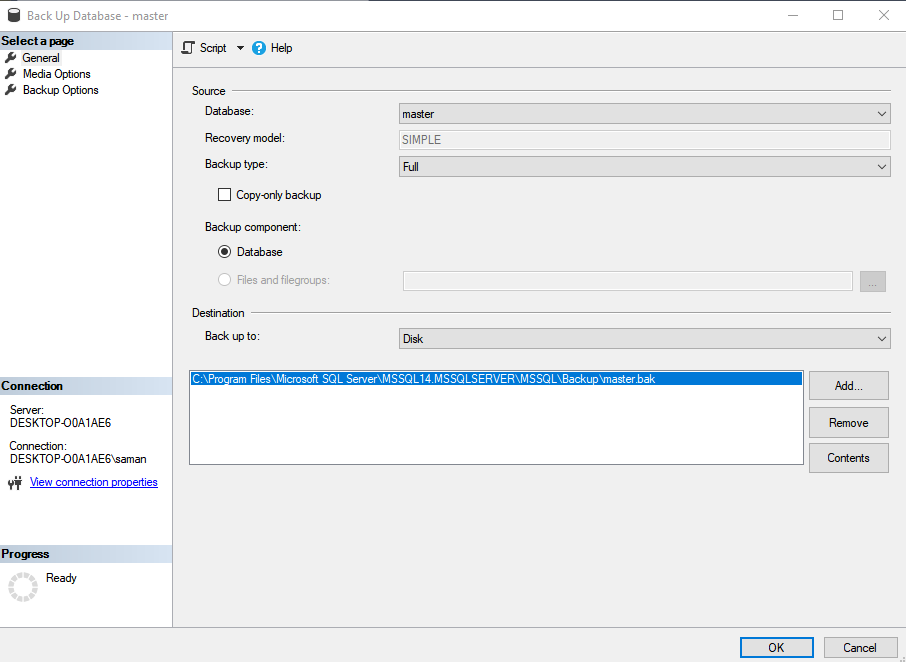 Back Up Database - master
Select a page
General
Media Options
Backup Options
Script
Help
Source
Database:
master
Recovery model:
SIMPLE
Backup type:
Full
Copy-only backup
Backup component:
Database
Files and filegroups:
...
Destination
Back up to:
Disk
C:\Program Files\Microsoft SQL Server\MSSQL14.MSSQLSERVER\MSSQL\Backup\master.bak
Add...
Remove
Contents
Connection
Server:
DESKTOP-O0A1AE6
Connection:
DESKTOP-O0A1AE6\saman
View connection properties
Progress
Ready
OK
Cancel